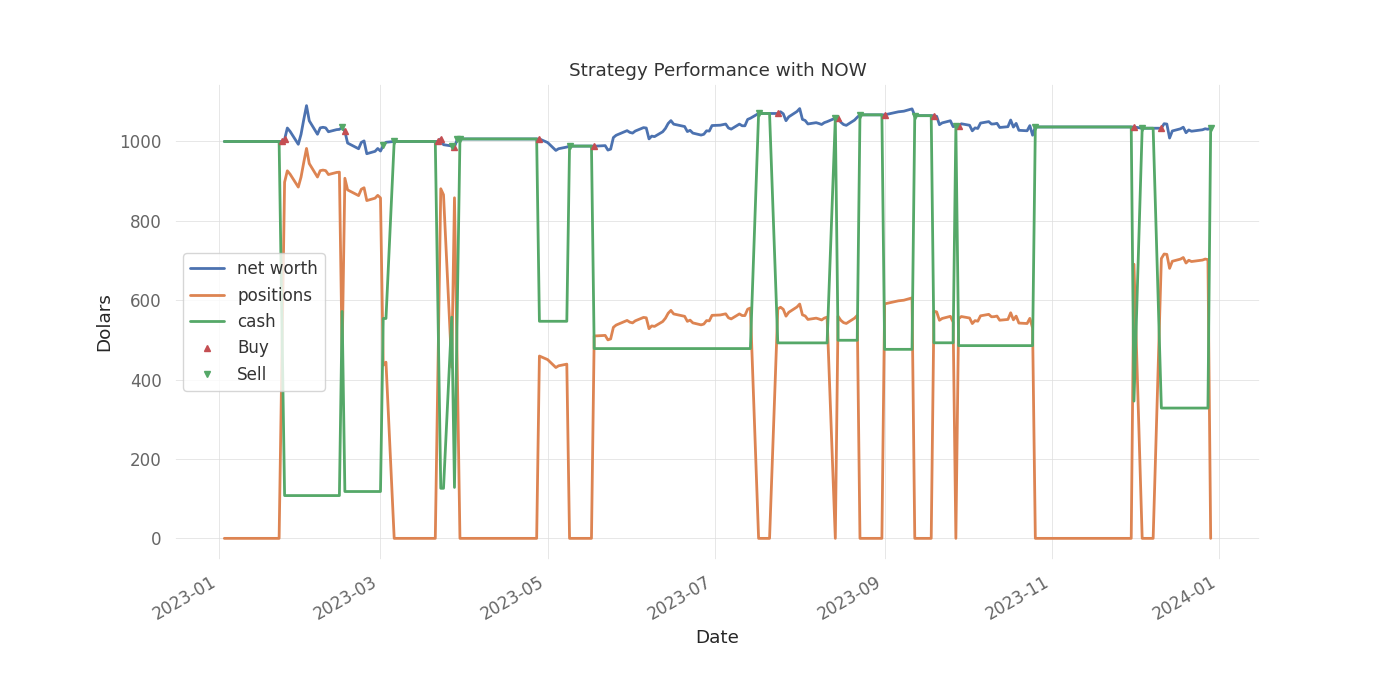 Strategy Performance with NOW
1000
800
600
400
200
0
Dolars
net worth
positions
cash
Buy
Sell
2023-01
2023-03
2023-05
2023-07
2023-09
2023-11
2024-01
Date